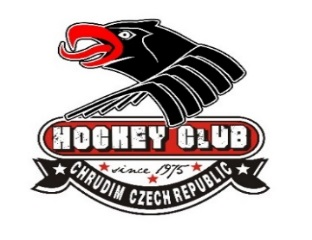 HOCKEY CLUB
since 1975
CHRUDIM CZECH REPUBLIC